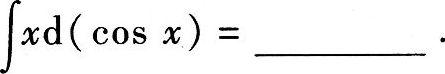 ∫xd( cos x) = ________ .